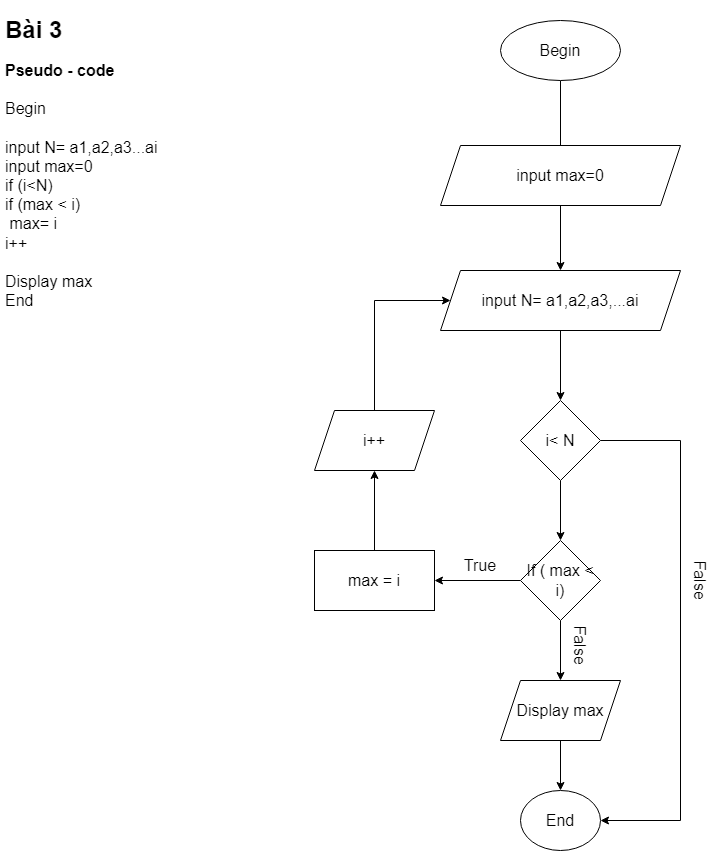 Bài 3
Pseudo - code
Begin
input N= a1,a2,a3...ai
input max=0
if (i<N)
if (max < i)
max= i
i++
Display max
End
Begin
input max=0
input N= a1,a2,a3,...ai
i++
i< N
max = i
True
If ( max <
i)
False
False
Display max
End